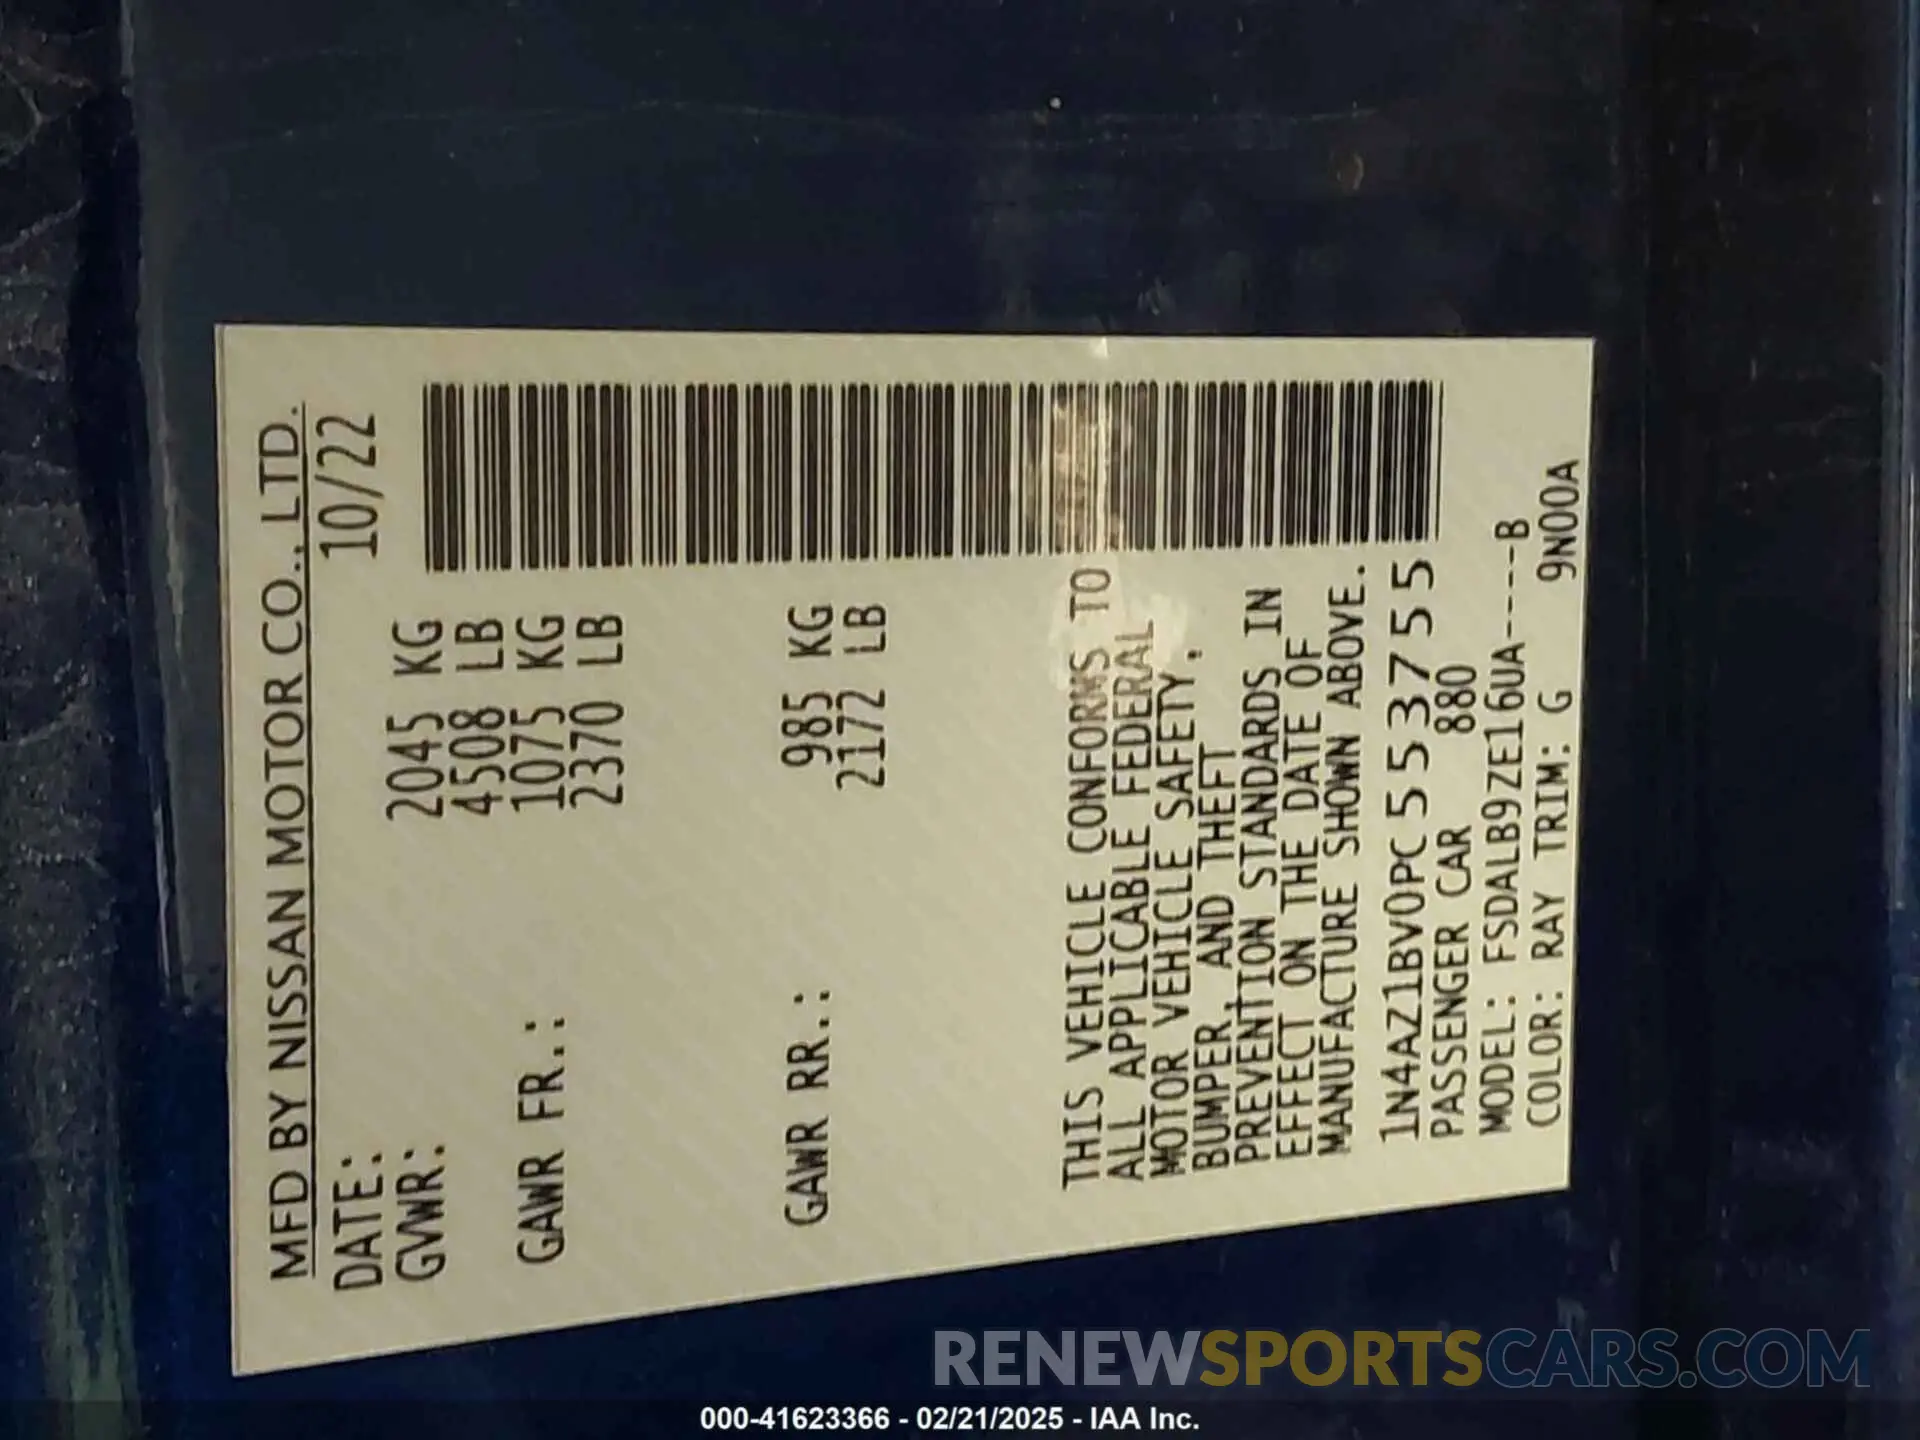 MFD BY NISSAN MOTOR CO., LTD.
DATE: 10/22
GVWR: 2045 KG
4508 LB
GAWR FR.: 1075 KG
2370 LB
GAWR RR.: 985 KG
2172 LB
THIS VEHICLE CONFORMS TO
ALL APPLICABLE FEDERAL
MOTOR VEHICLE SAFETY,
BUMPER, AND THEFT
PREVENTION STANDARDS IN
EFFECT ON THE DATE OF
MANUFACTURE SHOWN ABOVE.
1N4AZ1BV0PC553755
PASSENGER CAR 880
MODEL: FSDALB9ZE16UA-----B
COLOR: RAY TRIM: G 9N00A
RENEWSPORTSCARS.COM
000-41623366 - 02/21/2025 - IAA Inc.